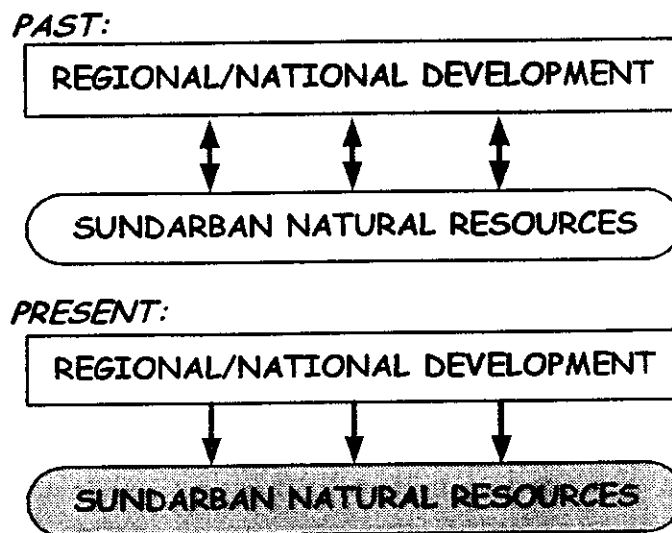 PAST:
REGIONAL/NATIONAL DEVELOPMENT
SUNDARBAN NATURAL RESOURCES
PRESENT:
REGIONAL/NATIONAL DEVELOPMENT
SUNDARBAN NATURAL RESOURCES